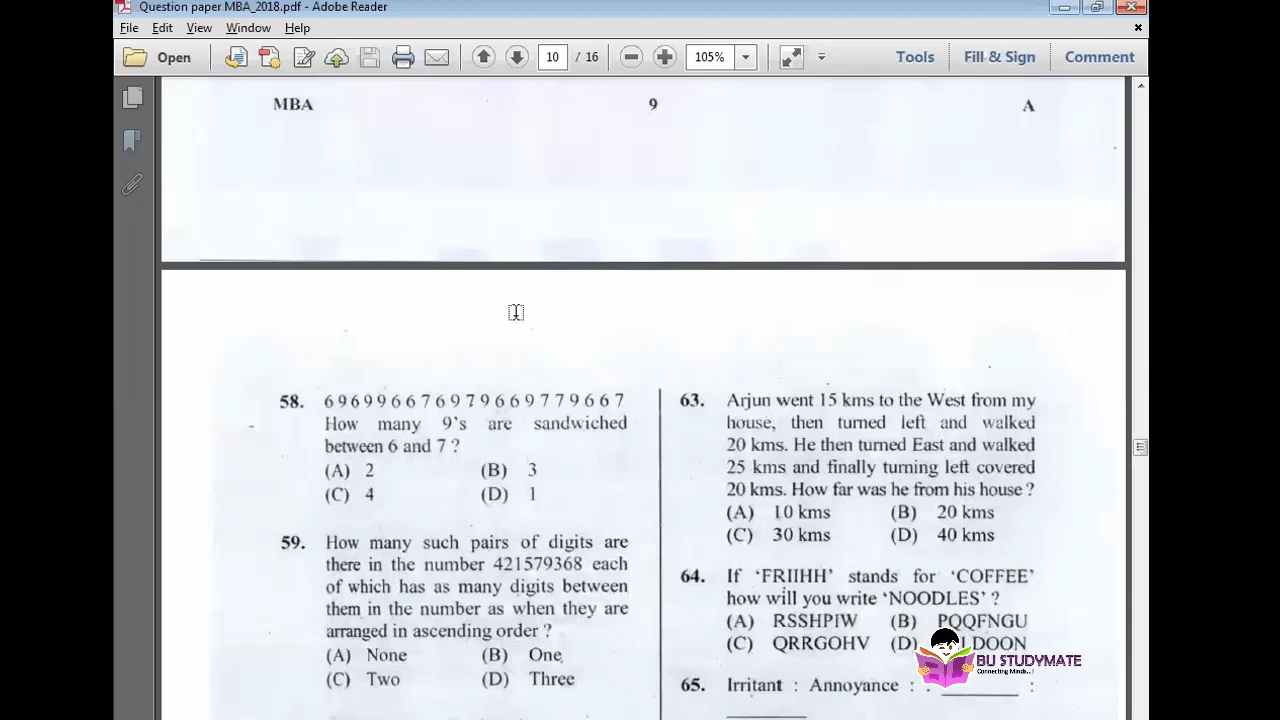 Question paper MBA_2018.pdf - Adobe Reader
File Edit View Window Help
Open 10 / 16 105% Tools Fill & Sign Comment
MBA 9 A
58. 6 9 6 9 9 6 6 7 6 9 7 9 6 6 9 7 7 9 6 6 7
How many 9's are sandwiched
between 6 and 7 ?
(A) 2 (B) 3
(C) 4 (D) 1
59. How many such pairs of digits are
there in the number 421579368 each
of which has as many digits between
them in the number as when they are
arranged in ascending order ?
(A) None (B) One
(C) Two (D) Three
63. Arjun went 15 kms to the West from my
house, then turned left and walked
20 kms. He then turned East and walked
25 kms and finally turning left covered
20 kms. How far was he from his house ?
(A) 10 kms (B) 20 kms
(C) 30 kms (D) 40 kms
64. If 'FRIIHH' stands for 'COFFEE'
how will you write 'NOODLES' ?
(A) RSSHPIW (B) PQQFNGU
(C) QRRGOHV (D) LDOON
65. Irritant : Annoyance : : ________ :
________
BU STUDYMATE
Connecting Minds...!